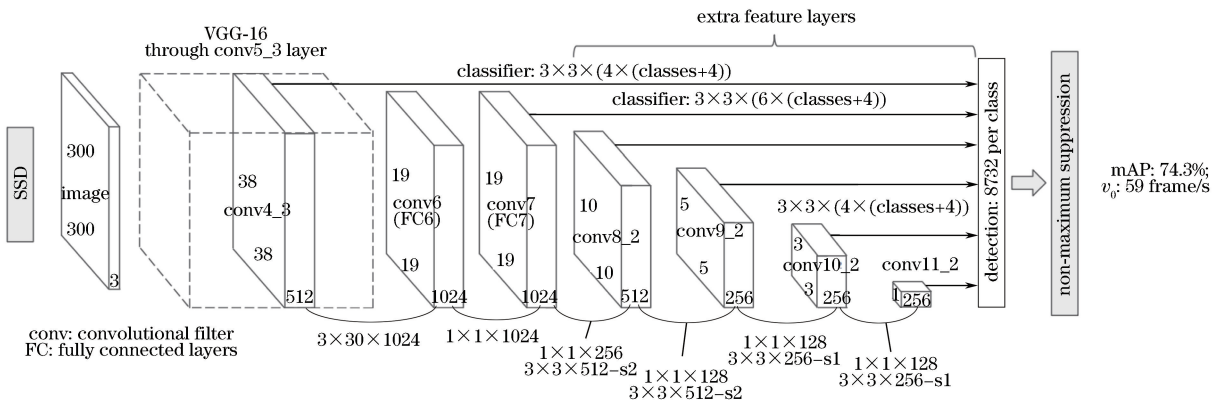 extra feature layers
VGG-16
through conv5_3 layer
classifier: 3×3×(4×(classes+4))
classifier: 3×3×(6×(classes+4))
SSD
300
image
300
3
38
conv4_3
38
512
19
conv6
(FC6)
19
1024
19
conv7
(FC7)
19
1024
10
conv8_2
10
512
5
conv9_2
5
256
3×3×(4×(classes+4))
3
conv10_2
3
256
conv11_2
1
256
detection: 8732 per class
non-maximum suppression
mAP: 74.3%;
v₀: 59 frame/s
conv: convolutional filter
FC: fully connected layers
3×30×1024
1×1×1024
1×1×256
3×3×512-s2
1×1×128
3×3×512-s2
1×1×128
3×3×256-s1
1×1×128
3×3×256-s1